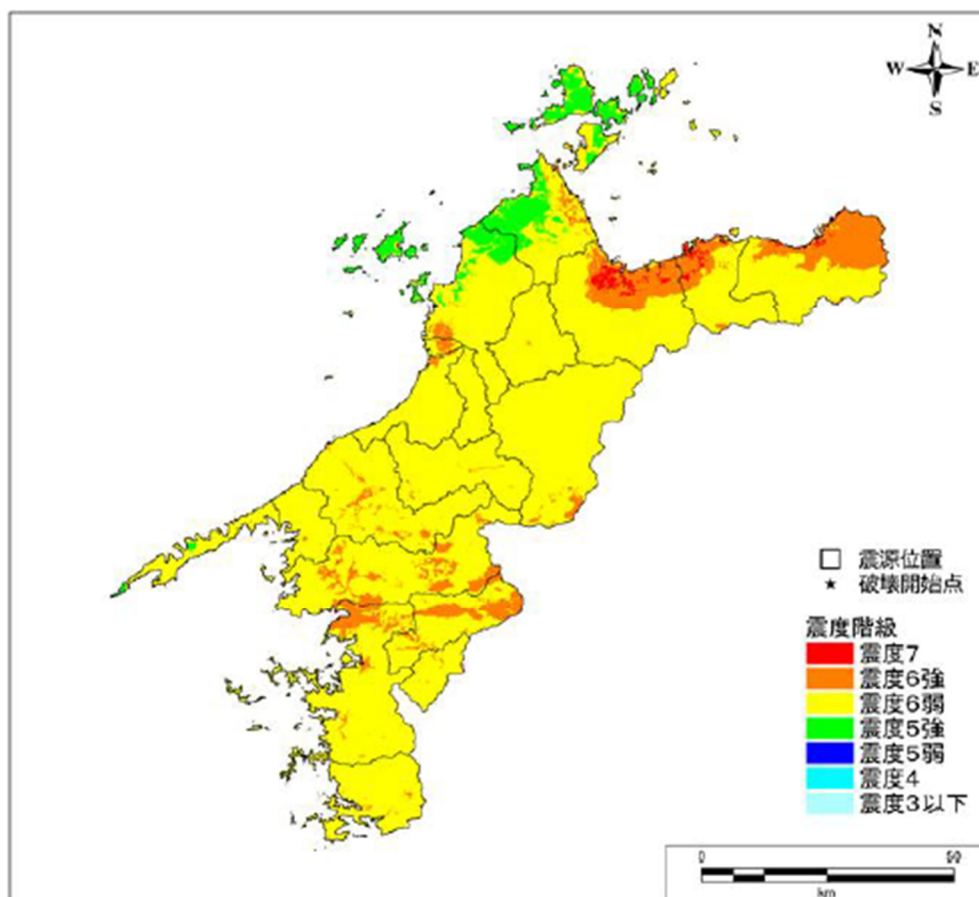 N
W E
S
震源位置
破壊開始点
震度階級
震度7
震度6強
震度6弱
震度5強
震度5弱
震度4
震度3以下
0 50
km